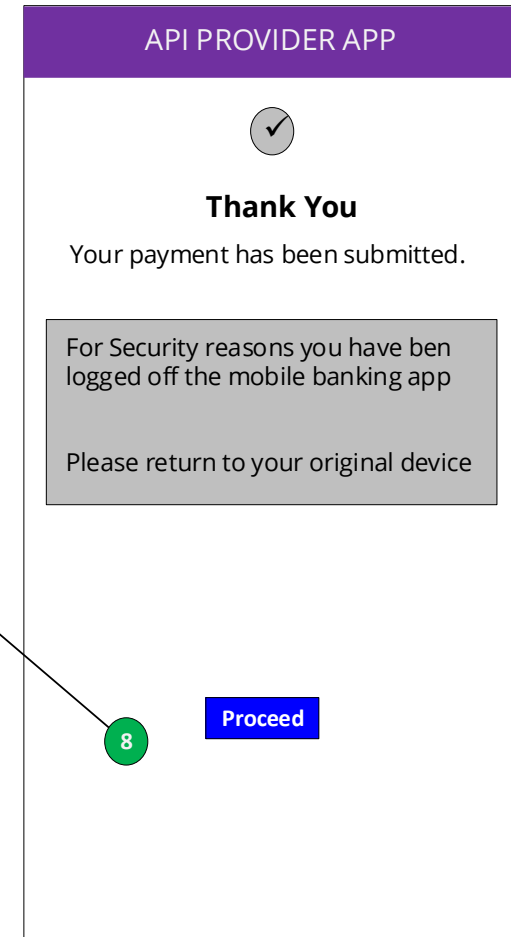 API PROVIDER APP
Thank You
Your payment has been submitted.
For Security reasons you have ben
logged off the mobile banking app
Please return to your original device
Proceed
8